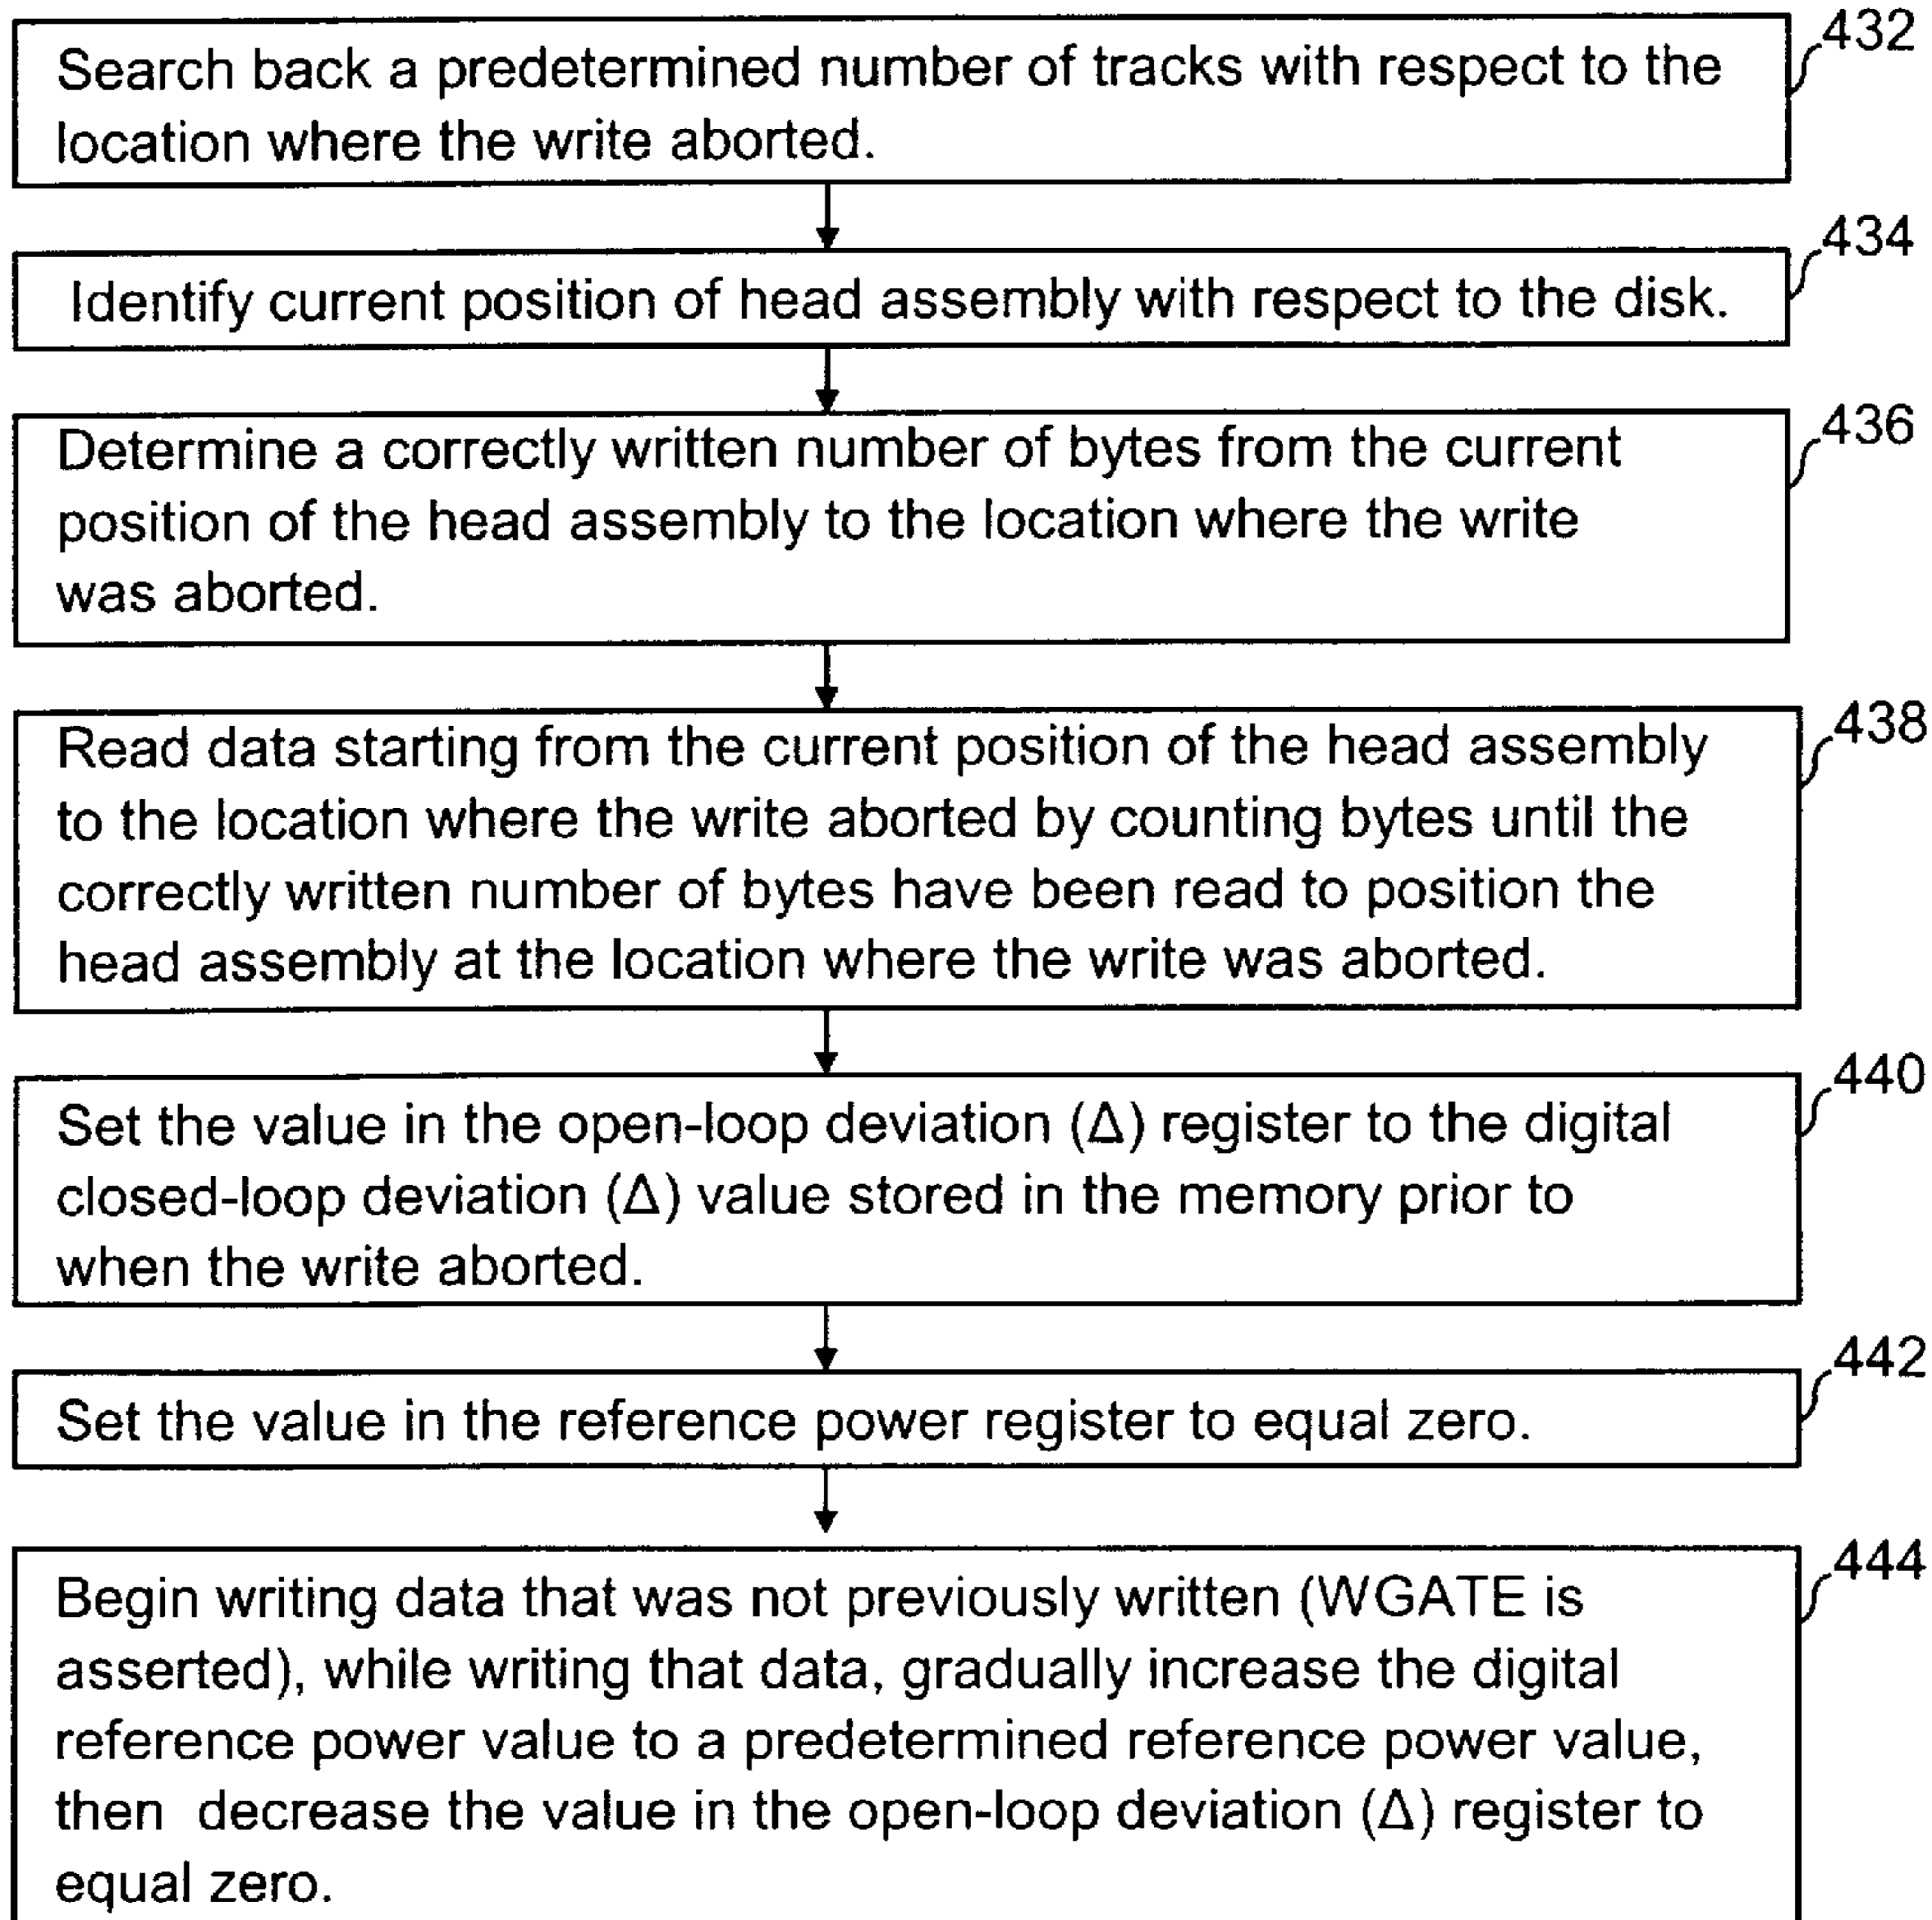 432
Search back a predetermined number of tracks with respect to the
location where the write aborted.
434
Identify current position of head assembly with respect to the disk.
436
Determine a correctly written number of bytes from the current
position of the head assembly to the location where the write
was aborted.
438
Read data starting from the current position of the head assembly
to the location where the write aborted by counting bytes until the
correctly written number of bytes have been read to position the
head assembly at the location where the write was aborted.
440
Set the value in the open-loop deviation (Δ) register to the digital
closed-loop deviation (Δ) value stored in the memory prior to
when the write aborted.
442
Set the value in the reference power register to equal zero.
444
Begin writing data that was not previously written (WGATE is
asserted), while writing that data, gradually increase the digital
reference power value to a predetermined reference power value,
then decrease the value in the open-loop deviation (Δ) register to
equal zero.